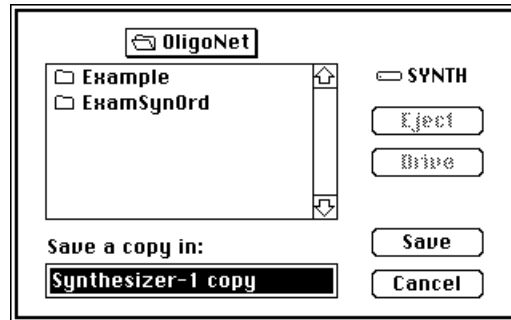 OligoNet
Example
ExamSynOrd
SYNTH
Eject
Drive
Save a copy in:
Synthesizer-1 copy
Save
Cancel